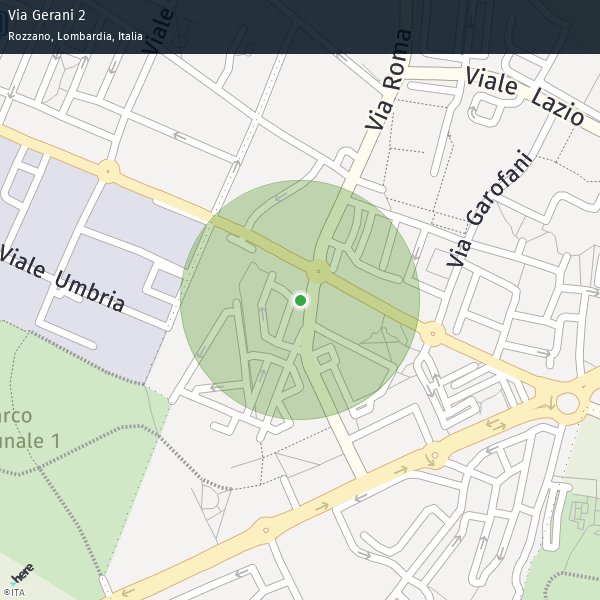 Via Gerani 2
Rozzano, Lombardia, Italia
Viale
Via Roma
Viale Lazio
Via Garofani
Viale Umbria
arco
unale 1
here
©ITA